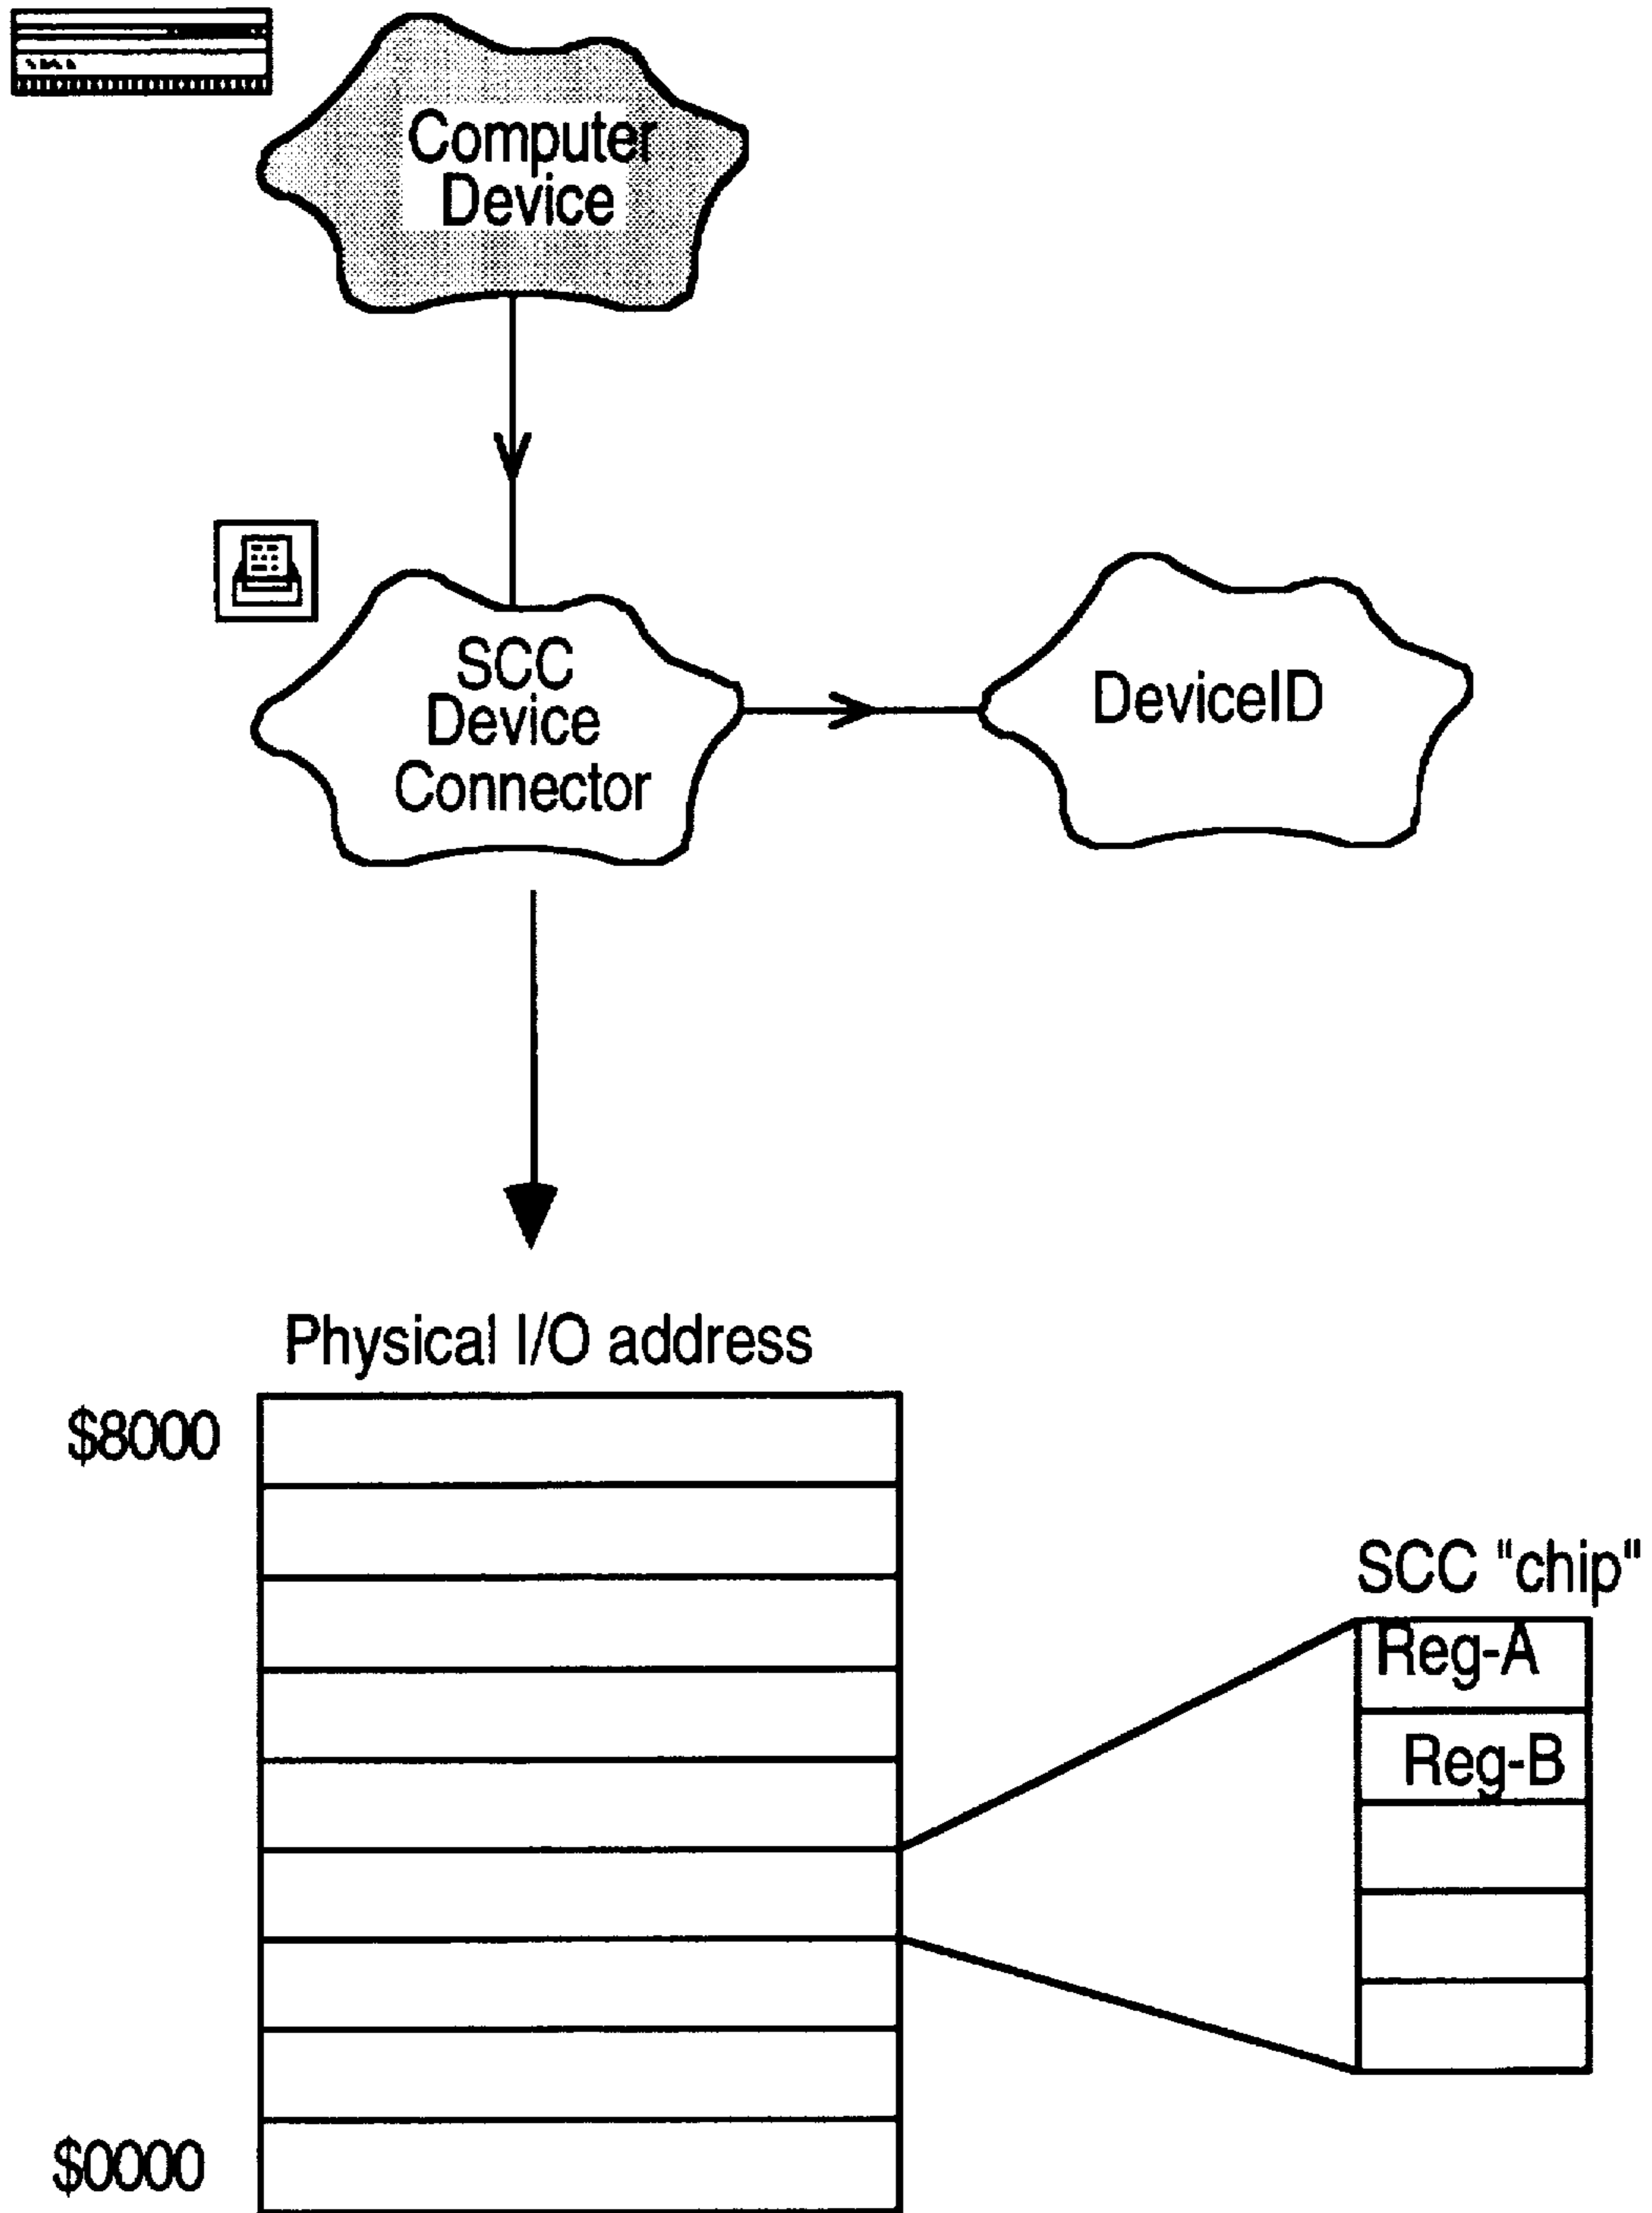 Computer
Device
SCC
Device
Connector
DeviceID
Physical I/O address
$8000
SCC "chip"
Reg-A
Reg-B
$0000